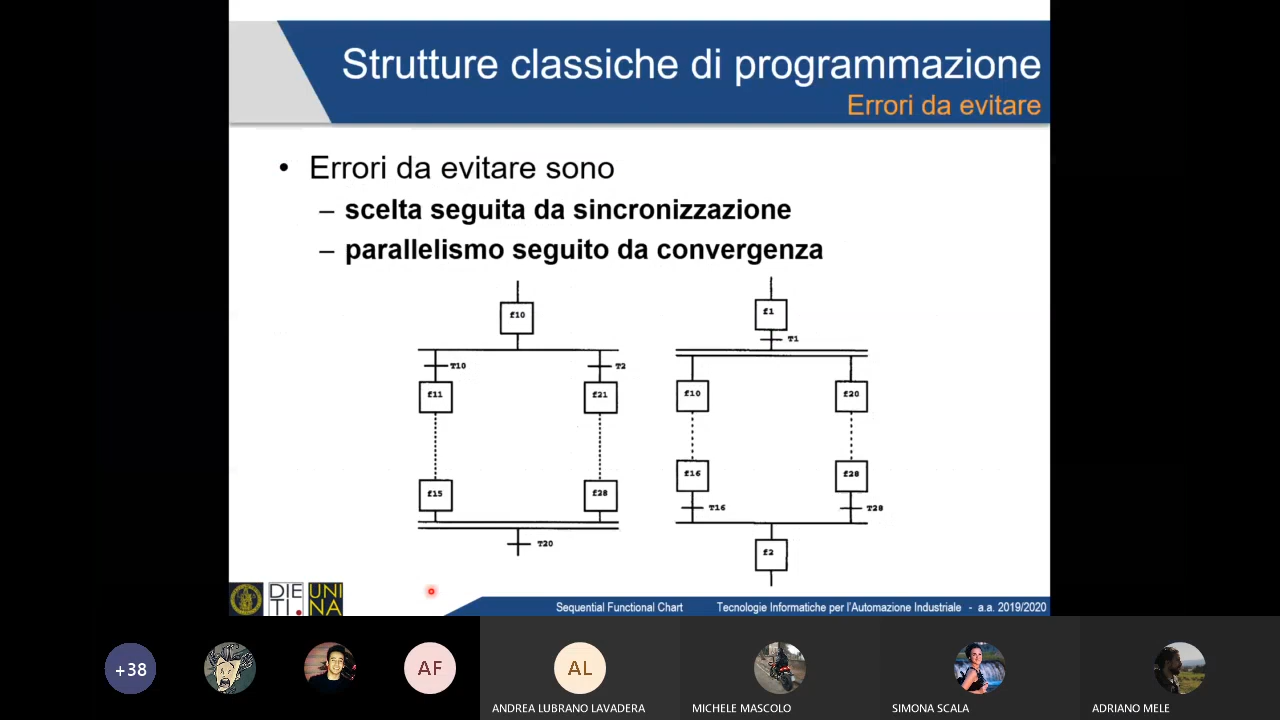 Strutture classiche di programmazione
Errori da evitare
• Errori da evitare sono
– scelta seguita da sincronizzazione
– parallelismo seguito da convergenza
f10
T10
T2
f11
f21
f15
f28
T20
f1
T1
f10
f20
f16
f28
T16
T28
f2
DIE
TI.
UNI
NA
Sequential Functional Chart
Tecnologie Informatiche per l'Automazione Industriale - a.a. 2019/2020
+38
AF
AL
ANDREA LUBRANO LAVADERA
MICHELE MASCOLO
SIMONA SCALA
ADRIANO MELE